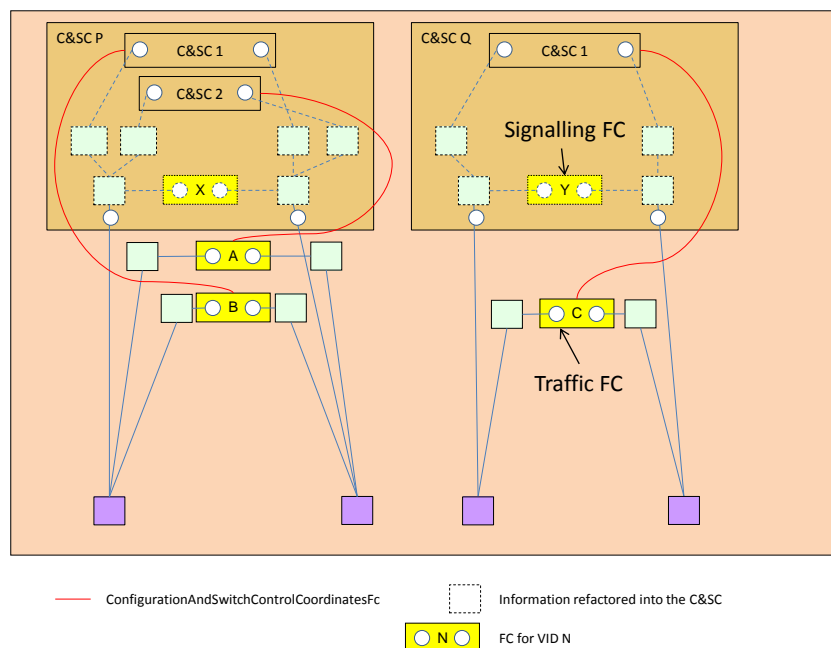 C&SC P
C&SC 1
C&SC 2
X
A
B
C&SC Q
C&SC 1
Signalling FC
Y
C
Traffic FC
ConfigurationAndSwitchControlCoordinatesFc
Information refactored into the C&SC
N
FC for VID N